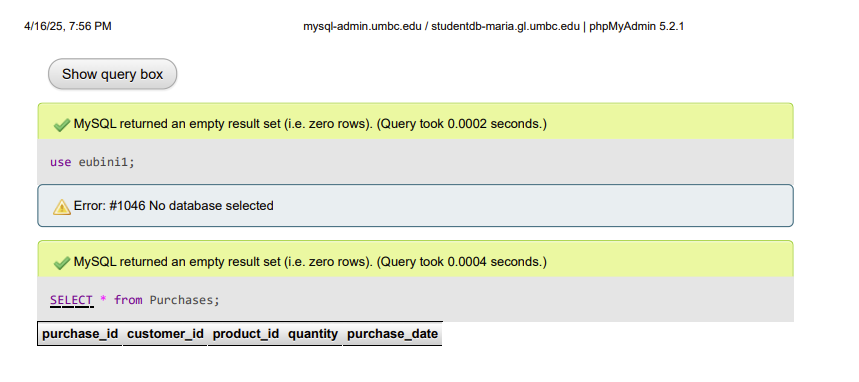 4/16/25, 7:56 PM mysql-admin.umbc.edu / studentdb-maria.gl.umbc.edu | phpMyAdmin 5.2.1
Show query box
MySQL returned an empty result set (i.e. zero rows). (Query took 0.0002 seconds.)
use eubini1;
Error: #1046 No database selected
MySQL returned an empty result set (i.e. zero rows). (Query took 0.0004 seconds.)
SELECT * from Purchases;
purchase_id customer_id product_id quantity purchase_date